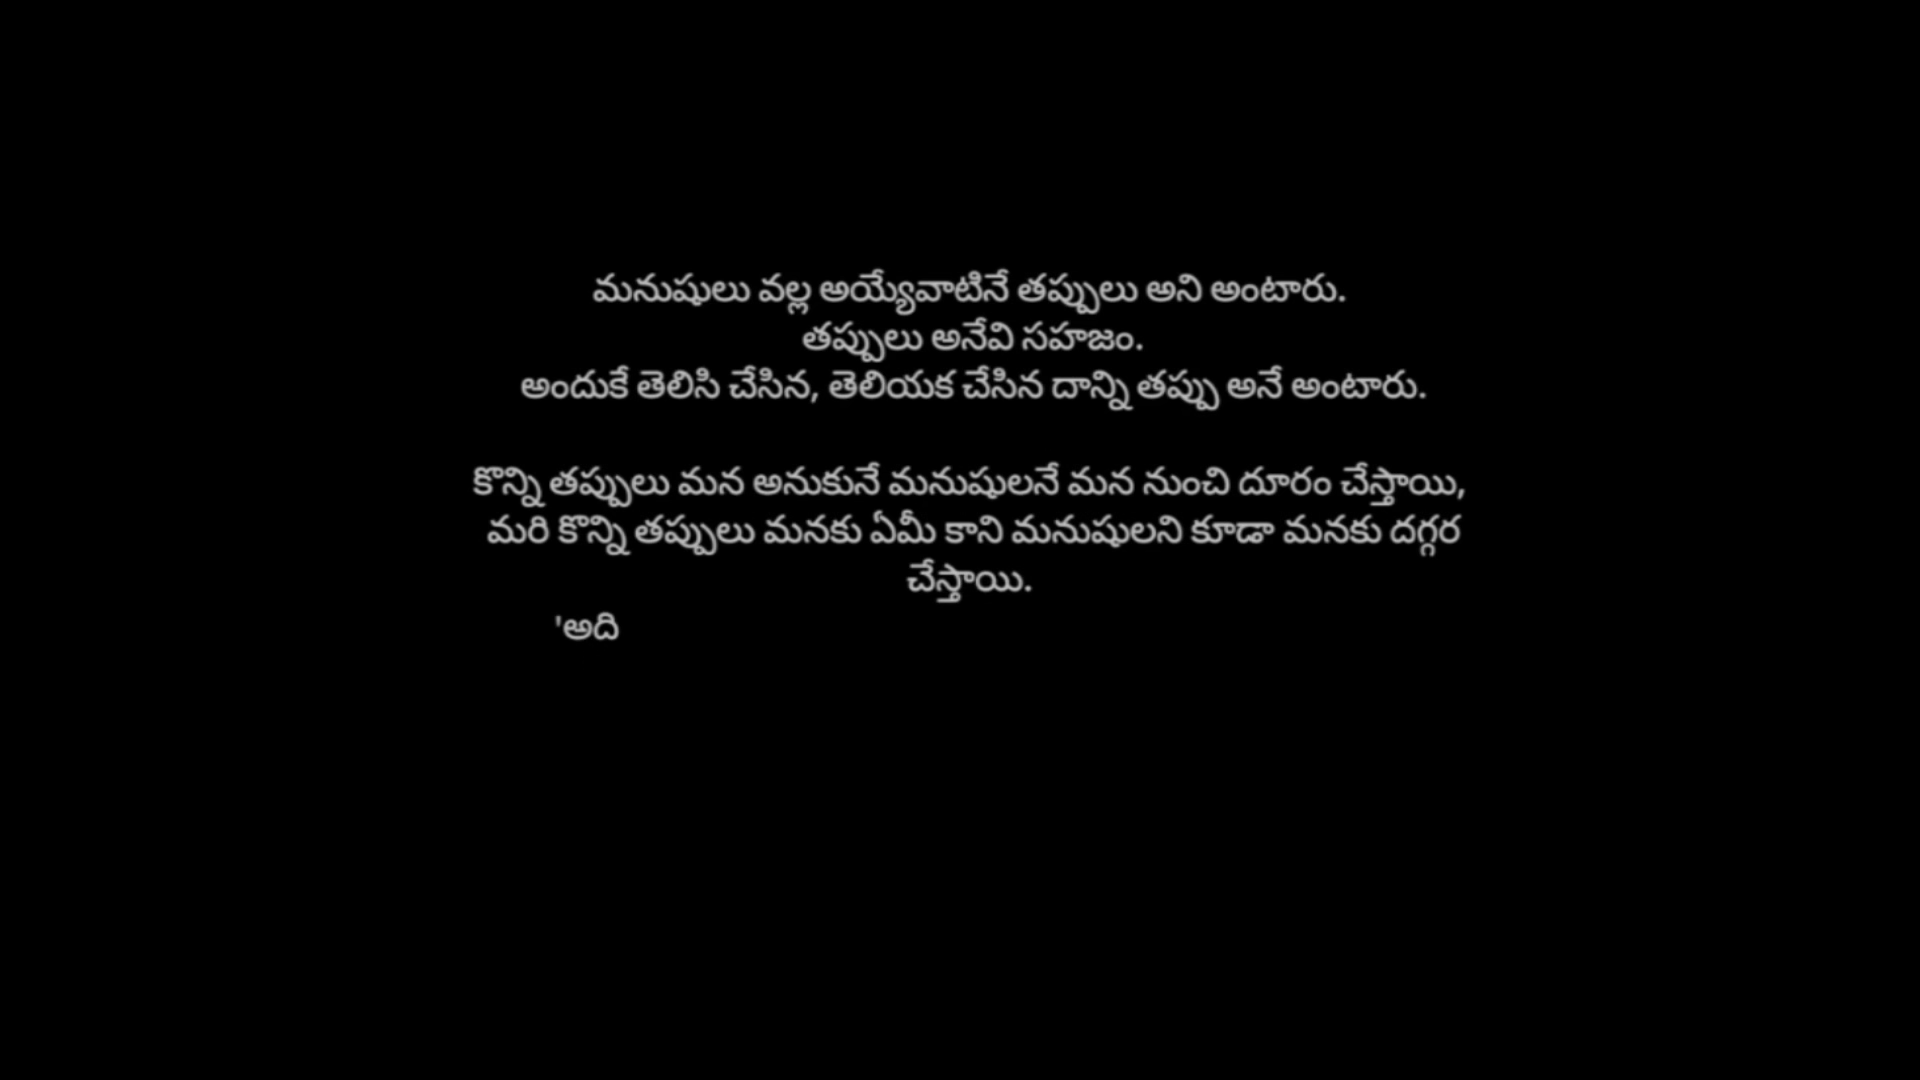 మనుషులు వల్ల అయ్యేవాటినే తప్పులు అని అంటారు.
తప్పులు అనేవి సహజం.
అందుకే తెలిసి చేసిన, తెలియక చేసిన దాన్ని తప్పు అనే అంటారు.
కొన్ని తప్పులు మన అనుకునే మనుషులనే మన నుంచి దూరం చేస్తాయి,
మరి కొన్ని తప్పులు మనకు ఏమీ కాని మనుషులని కూడా మనకు దగ్గర
చేస్తాయి.
'అది